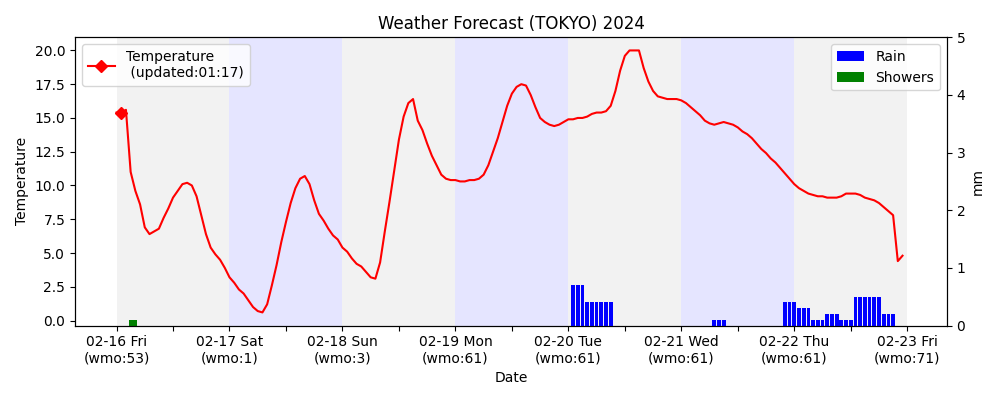 Weather Forecast (TOKYO) 2024
Temperature
(updated:01:17)
Rain
Showers
Temperature
20.0
17.5
15.0
12.5
10.0
7.5
5.0
2.5
0.0
5
4
3
2
1
0
mm
02-16 Fri
(wmo:53)
02-17 Sat
(wmo:1)
02-18 Sun
(wmo:3)
02-19 Mon
(wmo:61)
02-20 Tue
(wmo:61)
02-21 Wed
(wmo:61)
02-22 Thu
(wmo:61)
02-23 Fri
(wmo:71)
Date